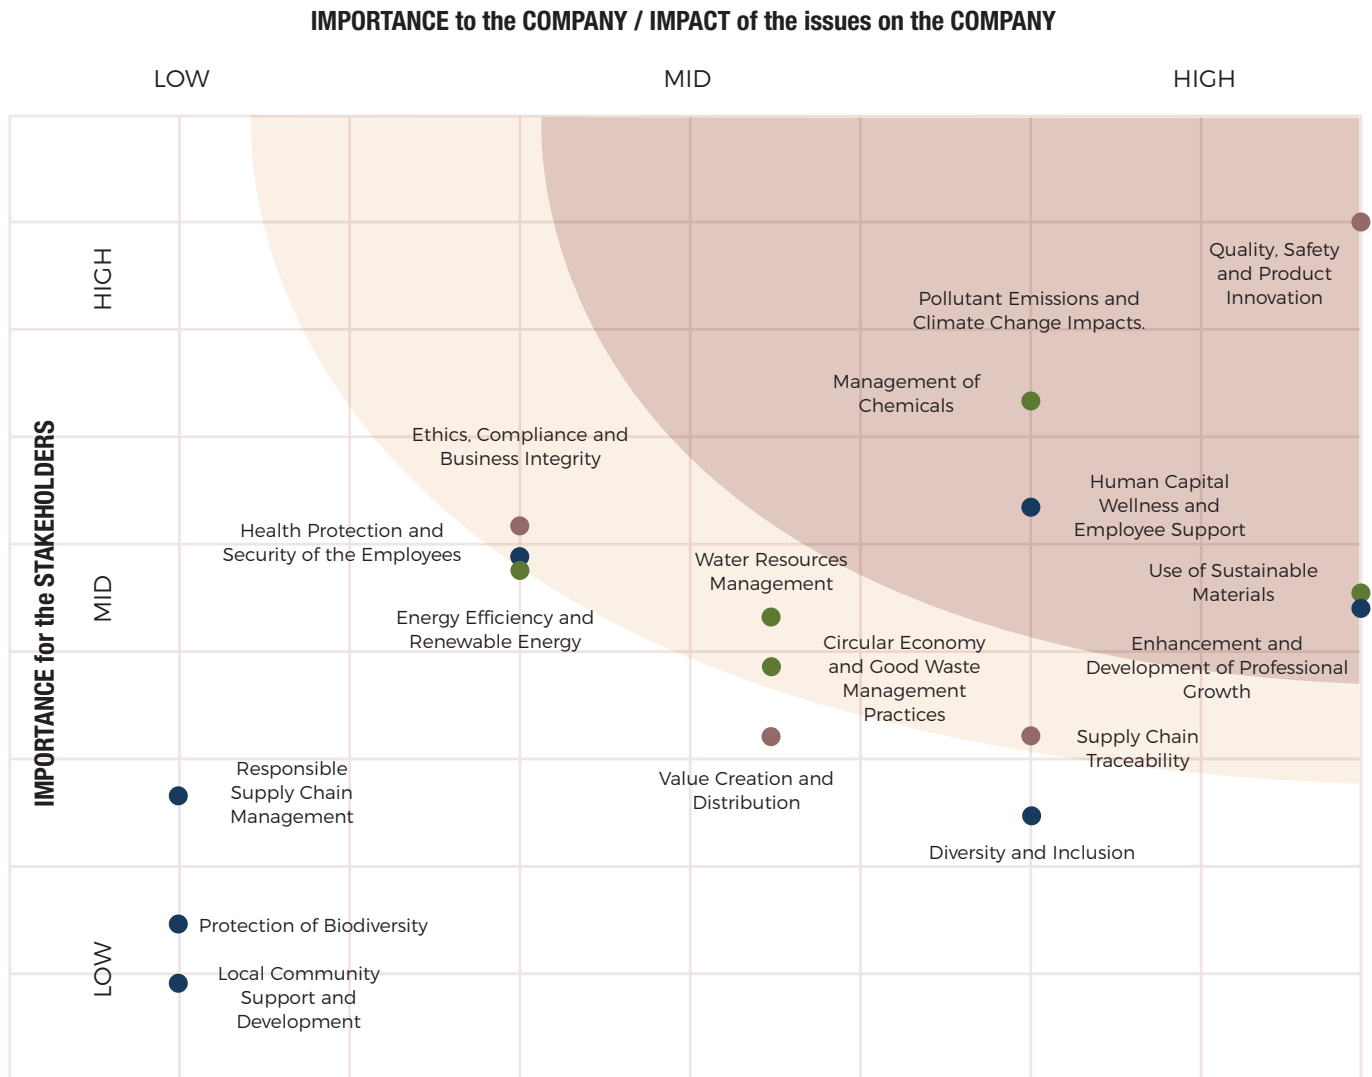 IMPORTANCE to the COMPANY / IMPACT of the issues on the COMPANY
LOW
MID
HIGH
IMPORTANCE for the STAKEHOLDERS
HIGH
MID
LOW
Quality, Safety
and Product
Innovation
Pollutant Emissions and
Climate Change Impacts.
Management of
Chemicals
Ethics, Compliance and
Business Integrity
Human Capital
Wellness and
Employee Support
Health Protection and
Security of the Employees
Water Resources
Management
Use of Sustainable
Materials
Energy Efficiency and
Renewable Energy
Circular Economy
and Good Waste
Management
Practices
Enhancement and
Development of Professional
Growth
Supply Chain
Traceability
Responsible
Supply Chain
Management
Value Creation and
Distribution
Diversity and Inclusion
Protection of Biodiversity
Local Community
Support and
Development